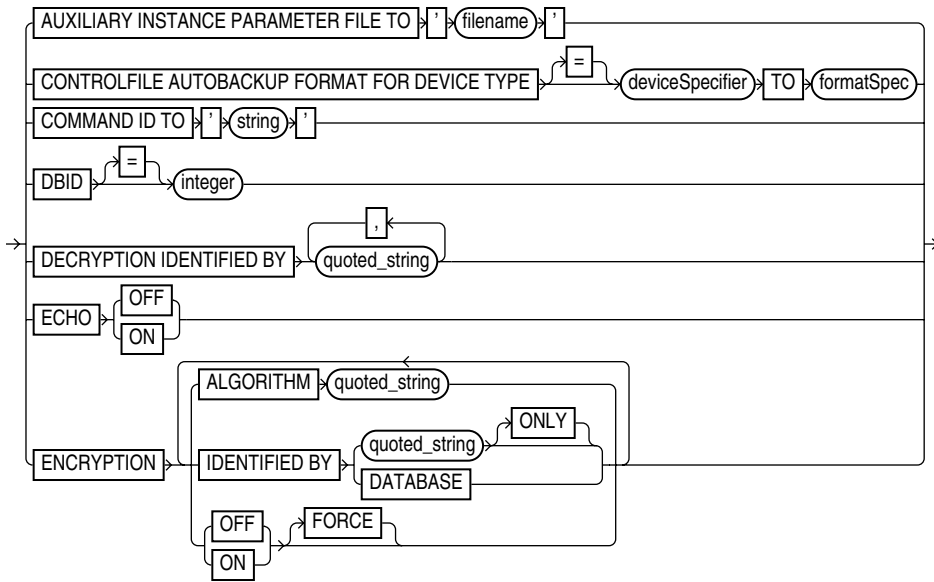 AUXILIARY INSTANCE PARAMETER FILE TO ' filename '
=
CONTROLFILE AUTOBACKUP FORMAT FOR DEVICE TYPE deviceSpecifier TO formatSpec
COMMAND ID TO ' string '
=
DBID integer
,
DECRYPTION IDENTIFIED BY quoted_string
OFF
ECHO
ON
ALGORITHM quoted_string
ONLY
quoted_string
ENCRYPTION IDENTIFIED BY
DATABASE
OFF FORCE
ON